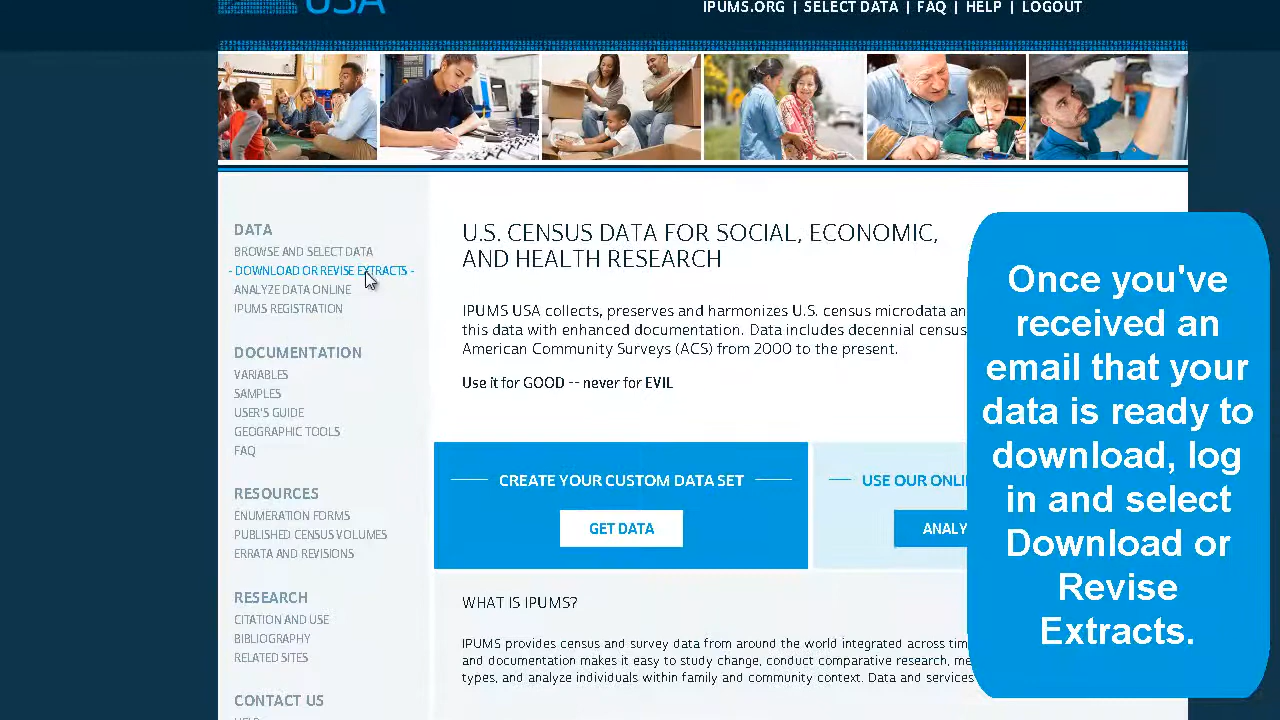 USA
IPUMS.ORG | SELECT DATA | FAQ | HELP | LOGOUT
DATA
BROWSE AND SELECT DATA
- DOWNLOAD OR REVISE EXTRACTS -
ANALYZE DATA ONLINE
IPUMS REGISTRATION
DOCUMENTATION
VARIABLES
SAMPLES
USER'S GUIDE
GEOGRAPHIC TOOLS
FAQ
RESOURCES
ENUMERATION FORMS
PUBLISHED CENSUS VOLUMES
ERRATA AND REVISIONS
RESEARCH
CITATION AND USE
BIBLIOGRAPHY
RELATED SITES
CONTACT US
U.S. CENSUS DATA FOR SOCIAL, ECONOMIC,
AND HEALTH RESEARCH
IPUMS USA collects, preserves and harmonizes U.S. census microdata an
this data with enhanced documentation. Data includes decennial census
American Community Surveys (ACS) from 2000 to the present.
Use it for GOOD -- never for EVIL
CREATE YOUR CUSTOM DATA SET
GET DATA
USE OUR ONLI
ANALY
WHAT IS IPUMS?
IPUMS provides census and survey data from around the world integrated across tim
and documentation makes it easy to study change, conduct comparative research, me
types, and analyze individuals within family and community context. Data and services
Once you've
received an
email that your
data is ready to
download, log
in and select
Download or
Revise
Extracts.